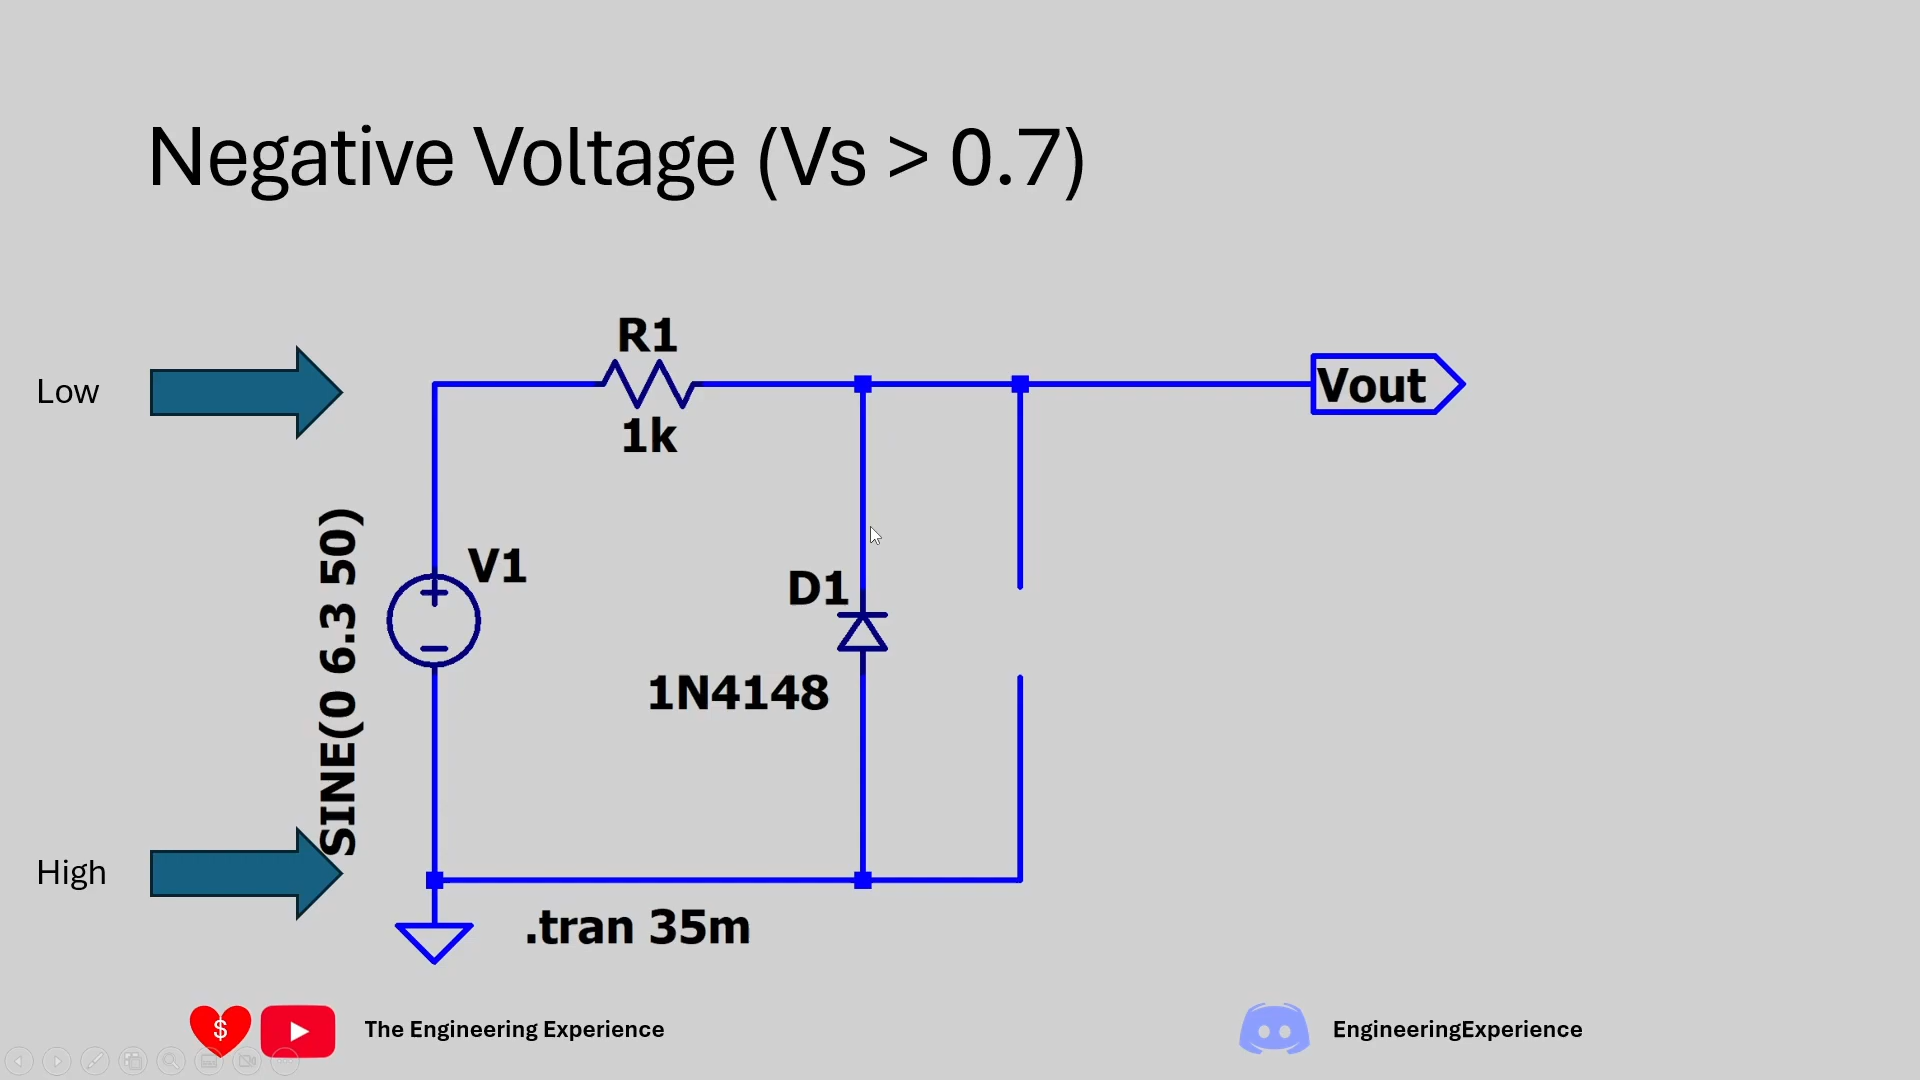 Negative Voltage (Vs > 0.7)
R1
Low
Vout
1k
SINE(0 6.3 50)
V1
D1
1N4148
High
.tran 35m
$
The Engineering Experience
EngineeringExperience